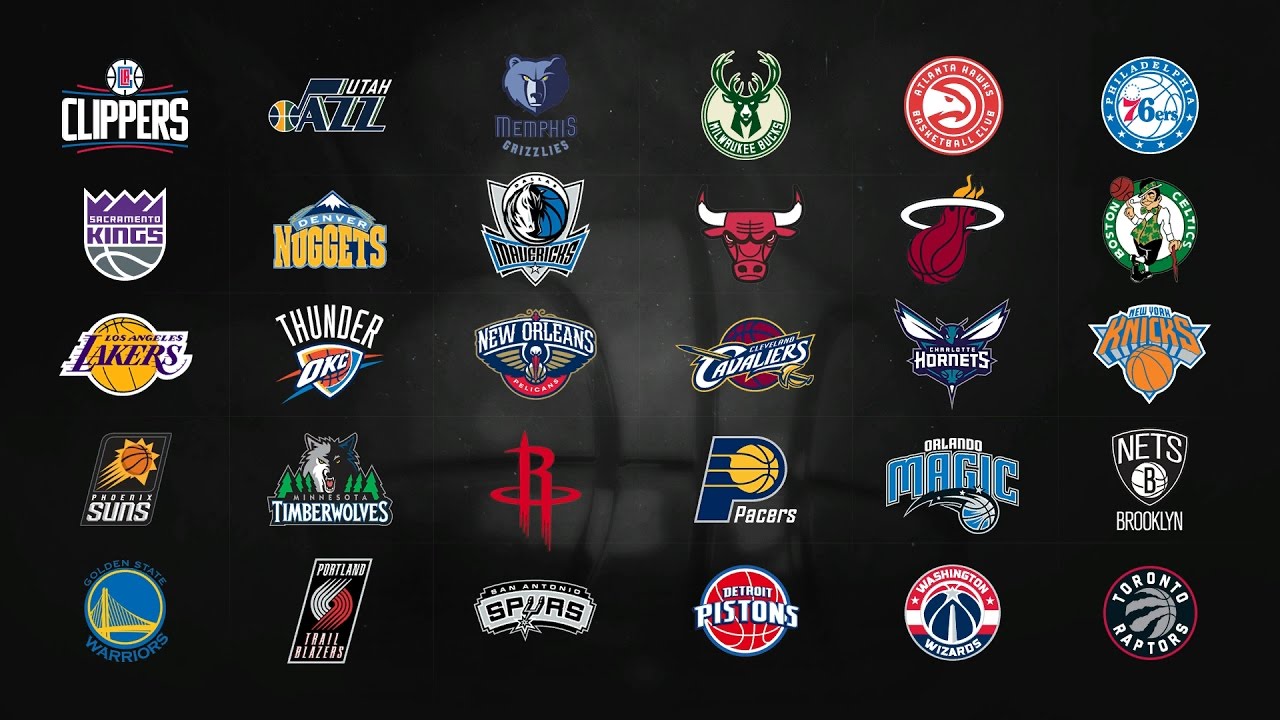 LAC
CLIPPERS
UTAH
JAZZ
MEMPHIS
GRIZZLIES
MILWAUKEE BUCKS
ATLANTA HAWKS
BASKETBALL CLUB
PHILADELPHIA
76ers
SACRAMENTO
KINGS
DENVER
NUGGETS
DALLAS
MAVERICKS
BOSTON
CELTICS
LOS ANGELES
LAKERS
THUNDER
OKC
NEW ORLEANS
PELICANS
CLEVELAND
CAVALIERS
CHARLOTTE
HORNETS
NEW YORK
KNICKS
PHOENIX
SUNS
MINNESOTA
TIMBERWOLVES
R
P
Pacers
ORLANDO
MAGIC
NETS
B
BROOKLYN
GOLDEN STATE
WARRIORS
PORTLAND
TRAIL
BLAZERS
SAN ANTONIO
SPURS
DETROIT
PISTONS
WASHINGTON
WIZARDS
TORONTO
RAPTORS